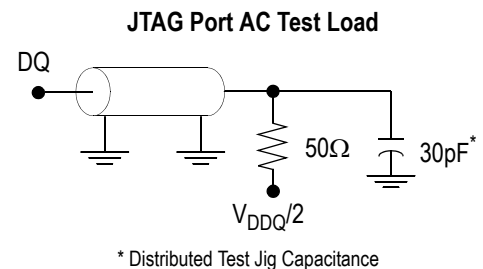 JTAG Port AC Test Load
DQ
50Ω
30pF*
VDDQ/2
* Distributed Test Jig Capacitance